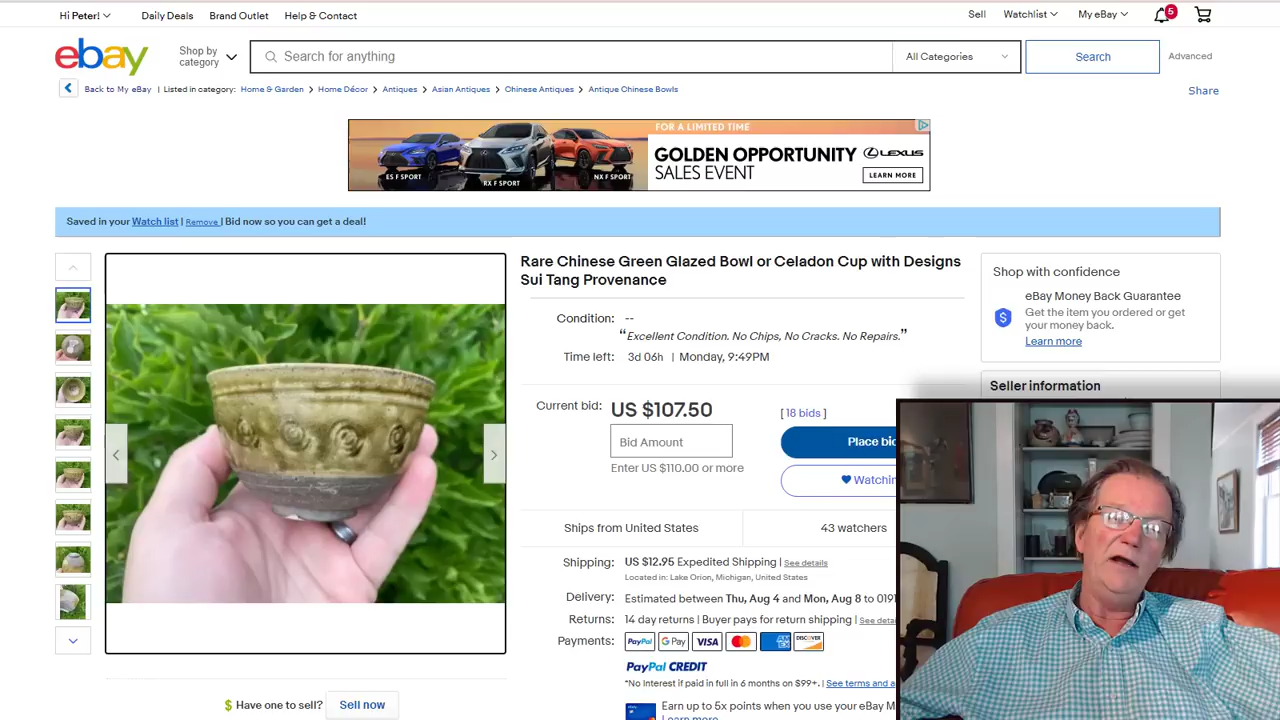 Hi Peter!
Daily Deals
Brand Outlet
Help & Contact
Sell
Watchlist
My eBay
5
ebay
Shop by
category
Search for anything
All Categories
Search
Advanced
Back to My eBay | Listed in category: Home & Garden > Home Décor > Antiques > Asian Antiques > Chinese Antiques > Antique Chinese Bowls
Share
FOR A LIMITED TIME
GOLDEN OPPORTUNITY
SALES EVENT
LEXUS
LEARN MORE
ES F SPORT
RX F SPORT
NX F SPORT
Saved in your Watch list | Remove | Bid now so you can get a deal!
Rare Chinese Green Glazed Bowl or Celadon Cup with Designs
Sui Tang Provenance
Condition: --
“Excellent Condition. No Chips, No Cracks. No Repairs.”
Time left: 3d 06h | Monday, 9:49PM
Current bid: US $107.50
[ 18 bids ]
Bid Amount
Enter US $110.00 or more
Place bi
Watchin
Ships from United States
43 watchers
Shipping: US $12.95 Expedited Shipping | See details
Located in: Lake Orion, Michigan, United States
Delivery: Estimated between Thu, Aug 4 and Mon, Aug 8 to 0191
Returns: 14 day returns | Buyer pays for return shipping | See deta
Payments: PayPal G Pay VISA DISCOVER
PayPal CREDIT
*No Interest if paid in full in 6 months on $99+. | See terms and a
Earn up to 5x points when you use your eBay M
Learn more
Shop with confidence
eBay Money Back Guarantee
Get the item you ordered or get
your money back.
Learn more
Seller information
$ Have one to sell?
Sell now